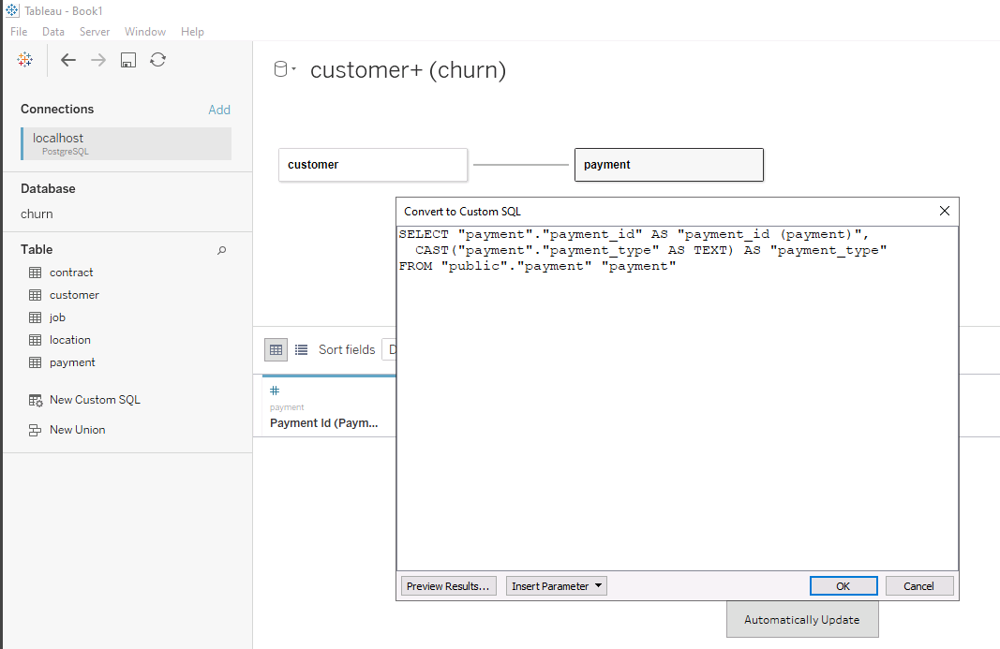 Tableau - Book1
File Data Server Window Help
customer+ (churn)
Connections Add
localhost
PostgreSQL
customer payment
Database
churn
Convert to Custom SQL
SELECT "payment"."payment_id" AS "payment_id (payment)",
CAST("payment"."payment_type" AS TEXT) AS "payment_type"
FROM "public"."payment" "payment"
Table
contract
customer
job
location
payment
New Custom SQL
New Union
Sort fields D
#
payment
Payment Id (Paym...
Preview Results... Insert Parameter OK Cancel
Automatically Update